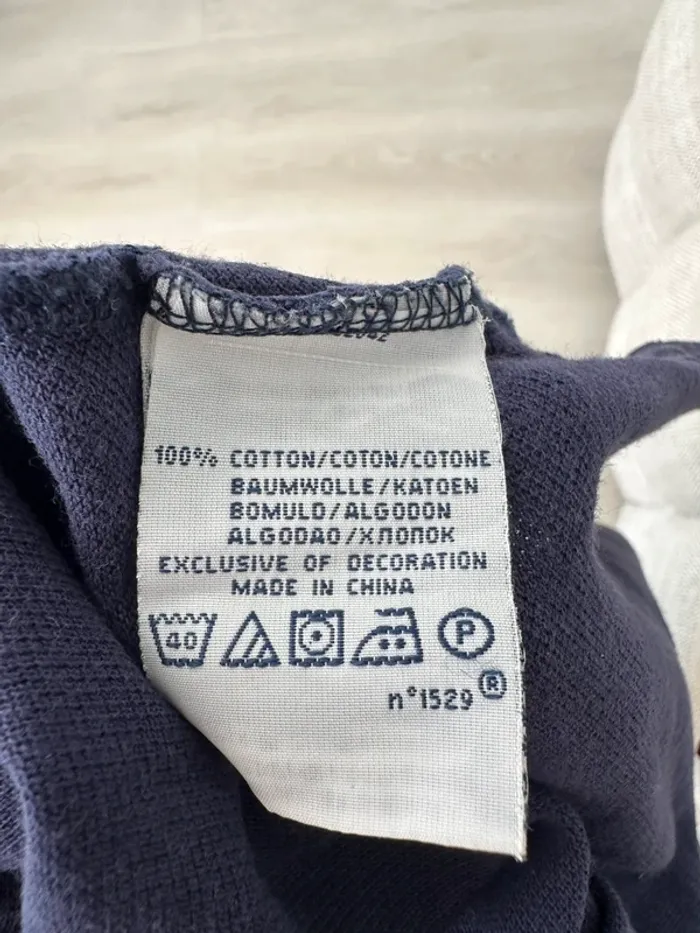 100% COTTON/COTON/COTONE
BAUMWOLLE/KATOEN
BOMULD/ALGODON
ALGODAO/ХЛОПОК
EXCLUSIVE OF DECORATION
MADE IN CHINA
40
P
n°1529 ®